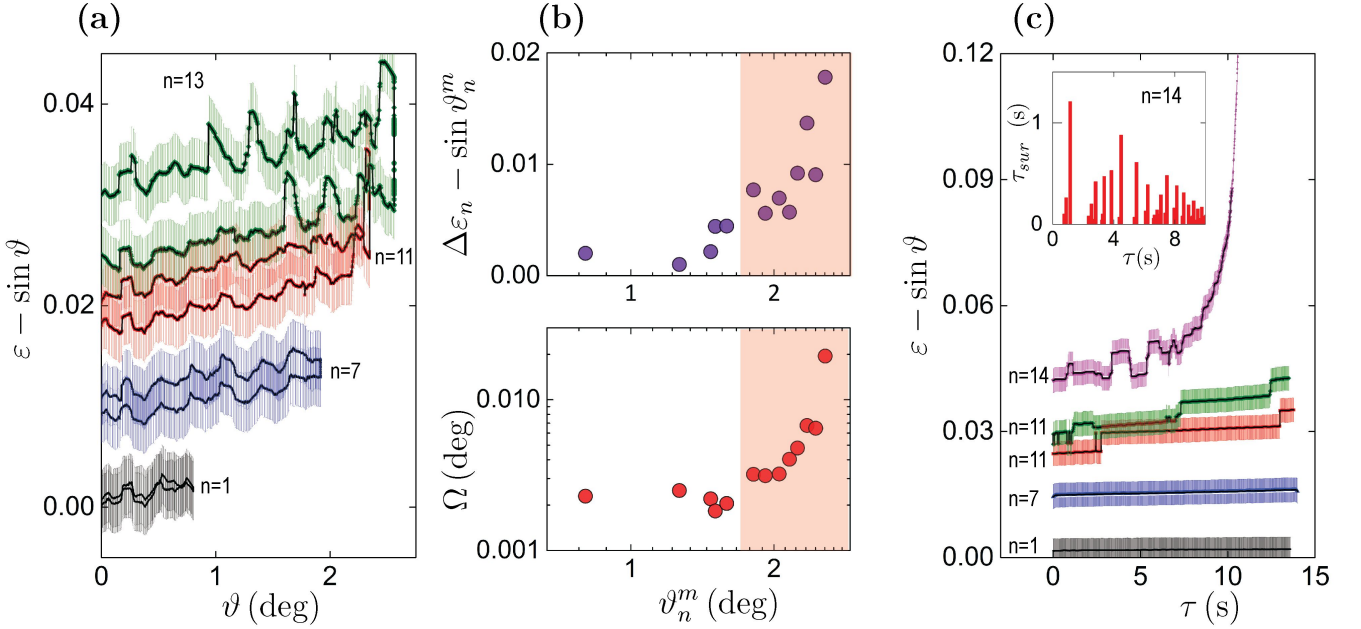 (a)
n=13
n=11
n=7
n=1
0.04
0.02
0.00
0 1 2
ε − sin ϑ
ϑ (deg)
(b)
0.02
0.01
0.00
1 2
Δεₙ − sin ϑₙᵐ
0.010
0.001
1 2
Ω (deg)
ϑₙᵐ (deg)
(c)
0.12
0.09
0.06
0.03
0.00
0 5 10 15
ε − sin ϑ
τ (s)
n=14
1
0
0 4 8
τ_sur (s)
τ(s)
n=14
n=11
n=11
n=7
n=1